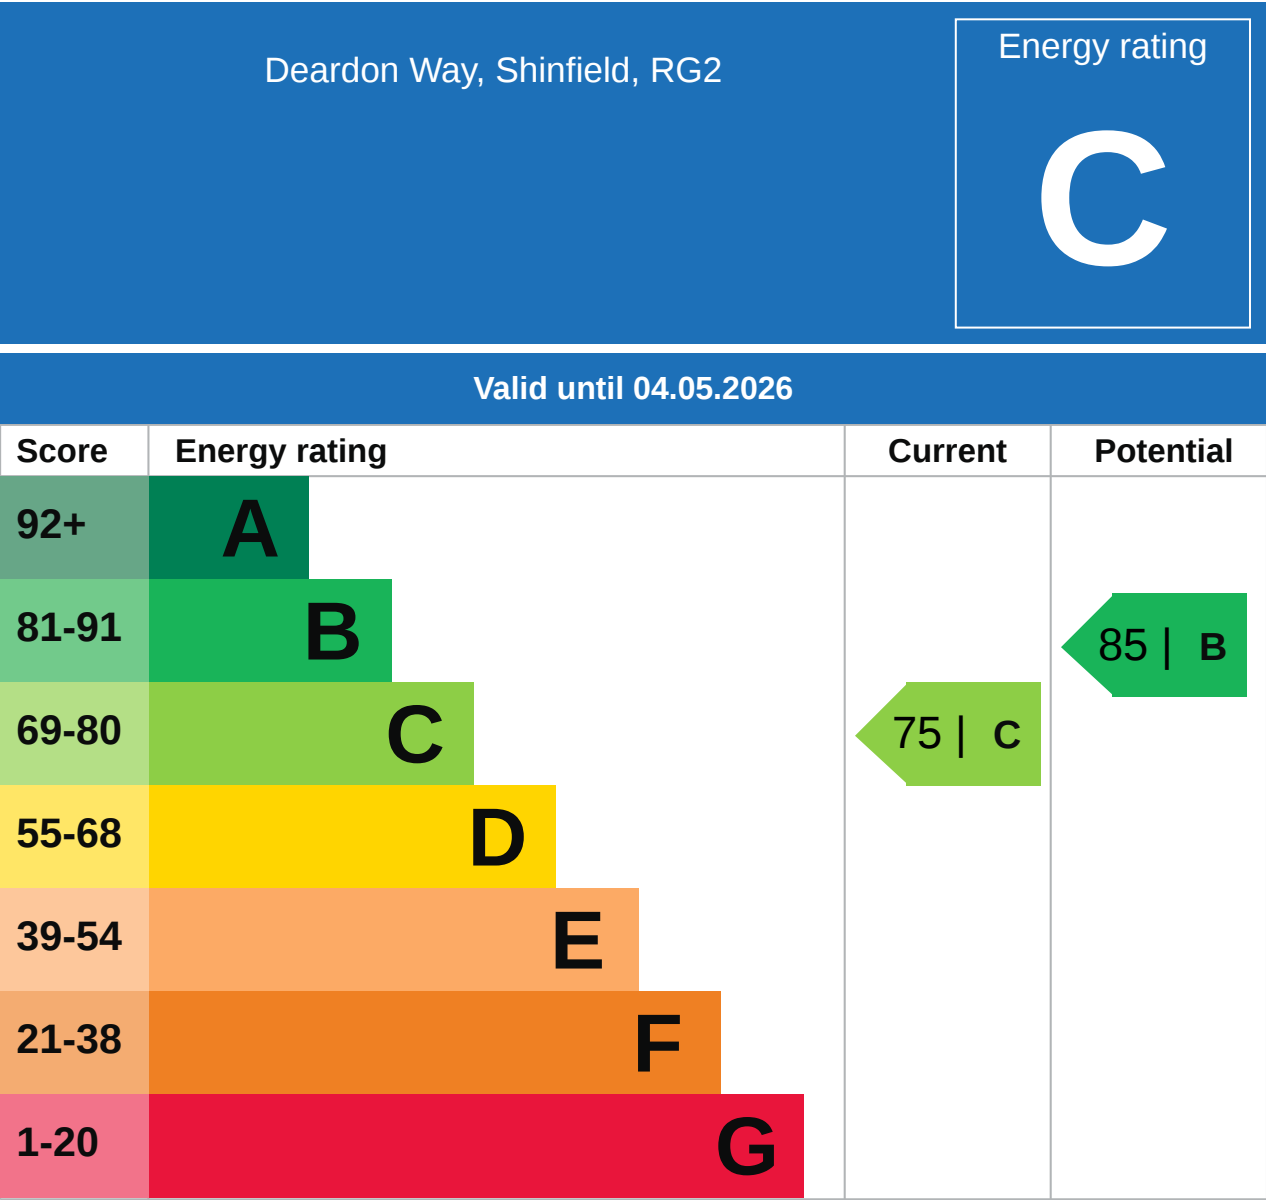 Deardon Way, Shinfield, RG2
Energy rating
C
Valid until 04.05.2026
Score Energy rating Current Potential
92+ A
81-91 B 85 | B
69-80 C 75 | C
55-68 D
39-54 E
21-38 F
1-20 G